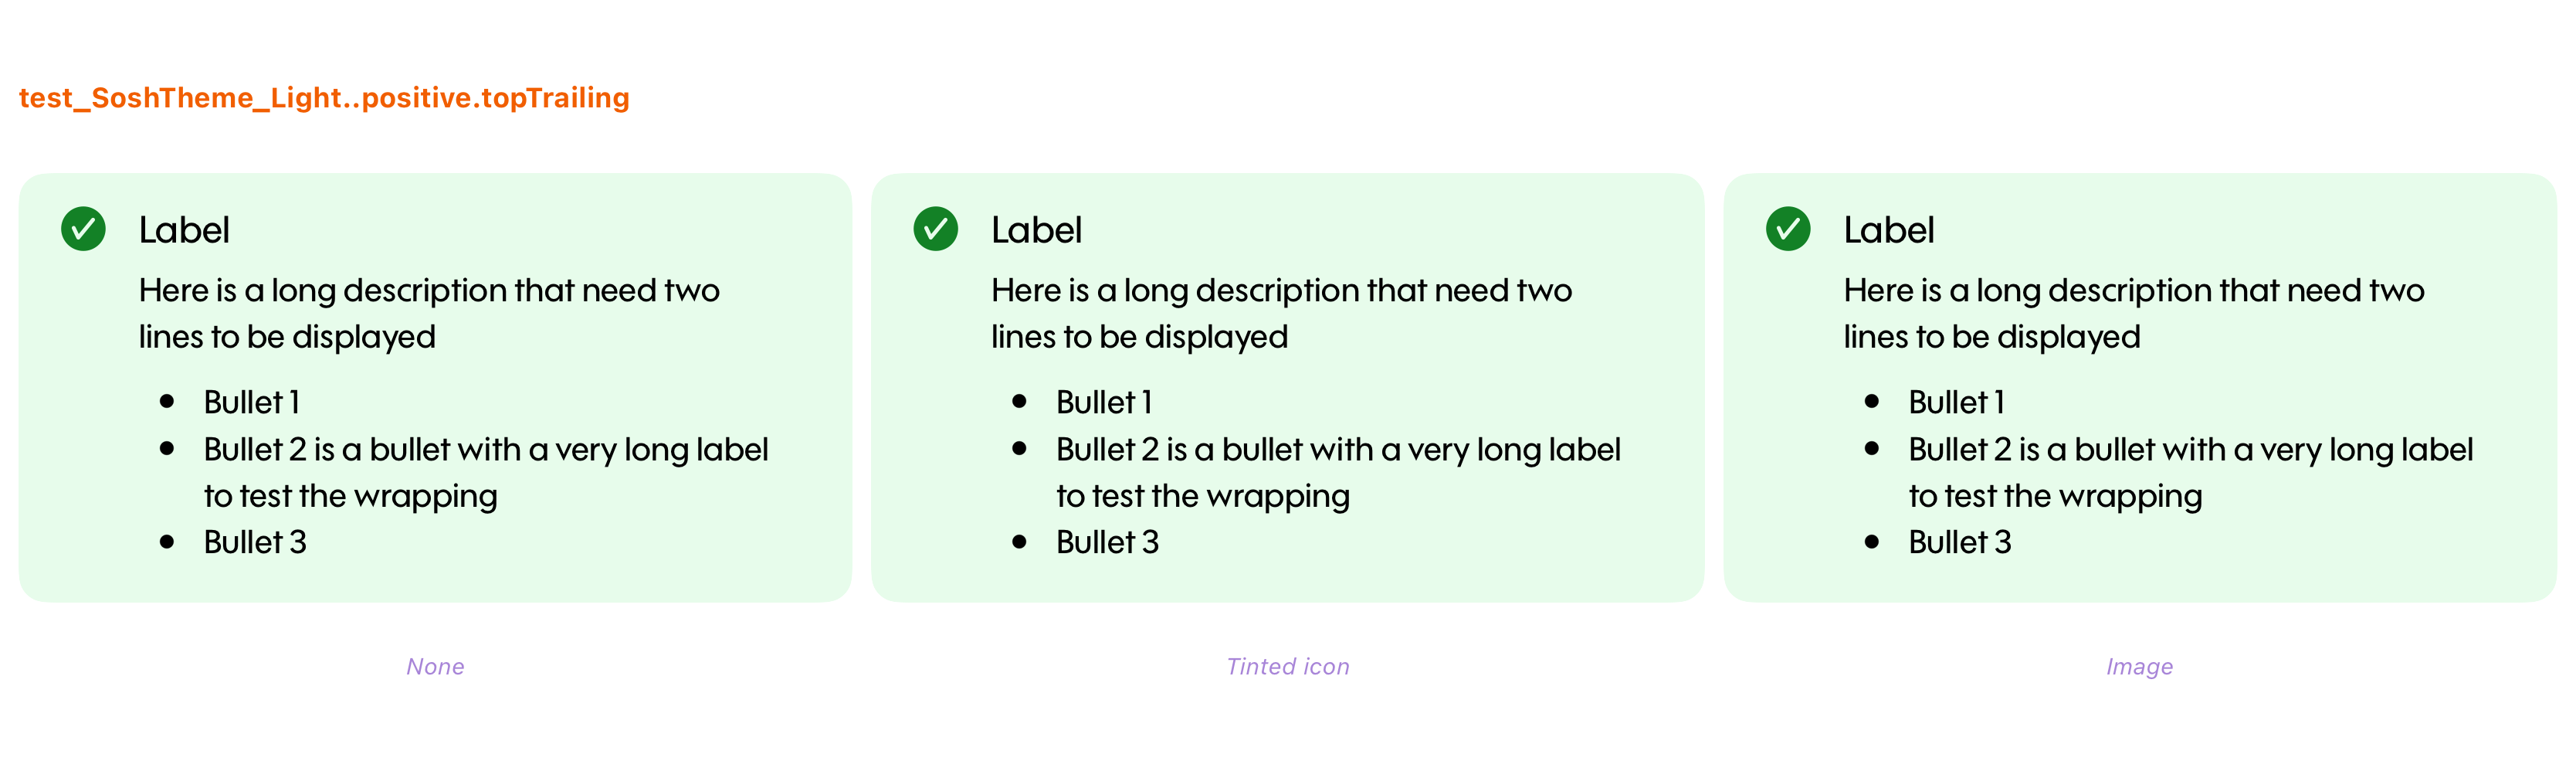 test_SoshTheme_Light..positive.topTrailing
Label
Here is a long description that need two
lines to be displayed
Bullet 1
Bullet 2 is a bullet with a very long label
to test the wrapping
Bullet 3
None
Label
Here is a long description that need two
lines to be displayed
Bullet 1
Bullet 2 is a bullet with a very long label
to test the wrapping
Bullet 3
Tinted icon
Label
Here is a long description that need two
lines to be displayed
Bullet 1
Bullet 2 is a bullet with a very long label
to test the wrapping
Bullet 3
Image